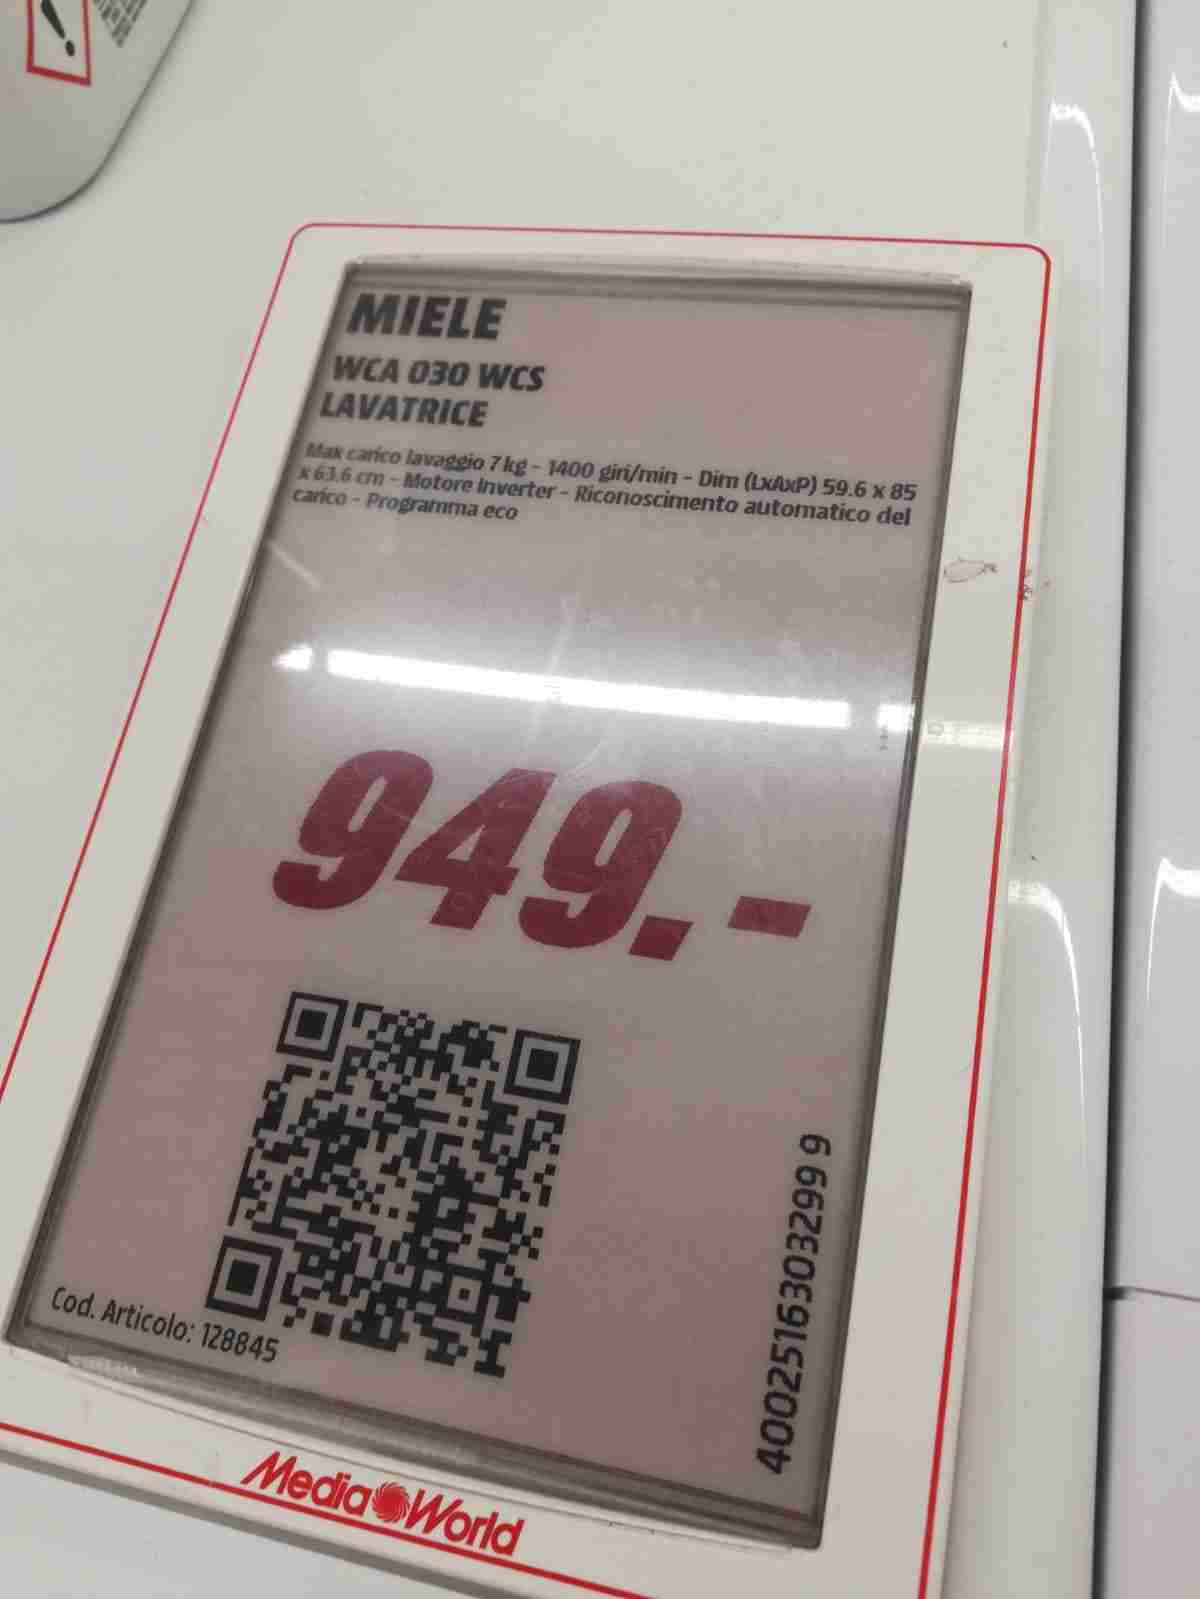 MIELE
WCA 030 WCS
LAVATRICE
Max carico lavaggio 7 kg - 1400 giri/min - Dim (LxAxP) 59.6 x 85
x 63.6 cm - Motore Inverter - Riconoscimento automatico del
carico - Programma eco
949.-
4002516303299 9
Cod. Articolo: 128845
MediaWorld